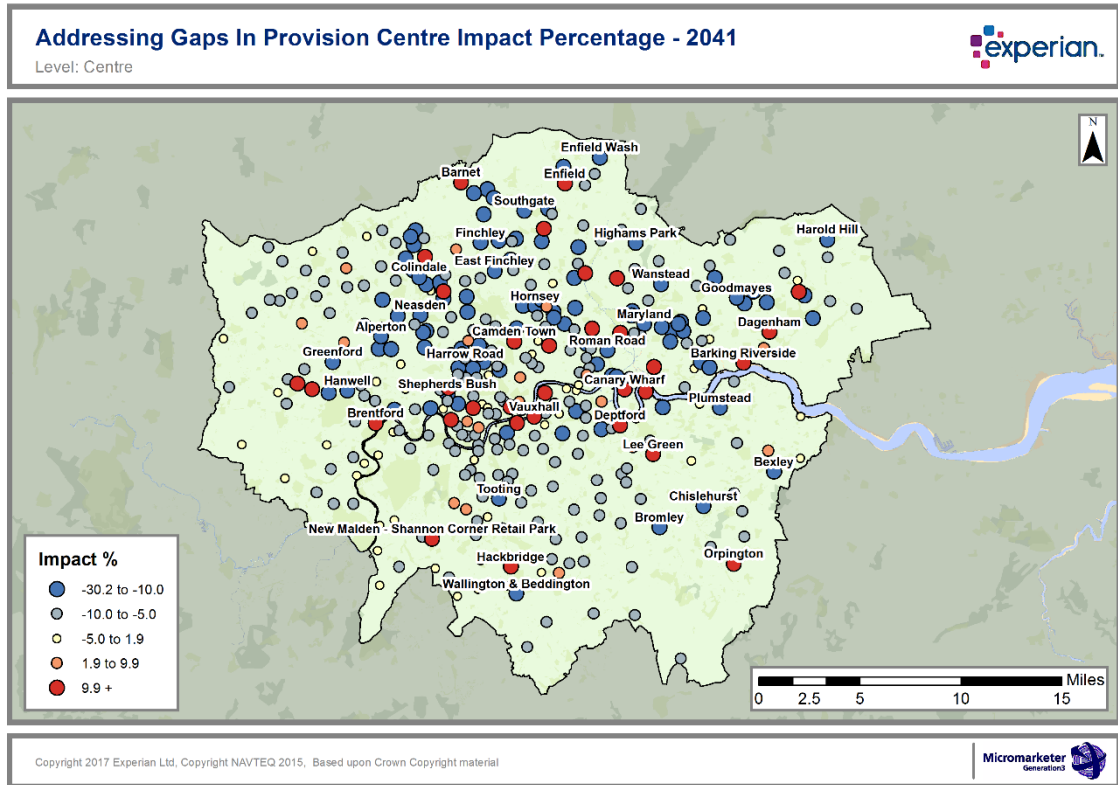 Addressing Gaps In Provision Centre Impact Percentage - 2041
Level: Centre
experian™
N
Enfield Wash
Barnet
Enfield
Southgate
Finchley
Highams Park
Harold Hill
East Finchley
Colindale
Wanstead
Goodmayes
Hornsey
Neasden
Maryland
Dagenham
Alperton
Camden Town
Roman Road
Greenford
Harrow Road
Barking Riverside
Hanwell
Shepherds Bush
Canary Wharf
Plumstead
Brentford
Vauxhall
Deptford
Lee Green
Bexley
Tooting
Chislehurst
Bromley
New Malden - Shannon Corner Retail Park
Hackbridge
Orpington
Wallington & Beddington
Impact %
-30.2 to -10.0
-10.0 to -5.0
-5.0 to 1.9
1.9 to 9.9
9.9 +
Miles
0 2.5 5 10 15
Copyright 2017 Experian Ltd, Copyright NAVTEQ 2015, Based upon Crown Copyright material
Micromarketer
Generation3